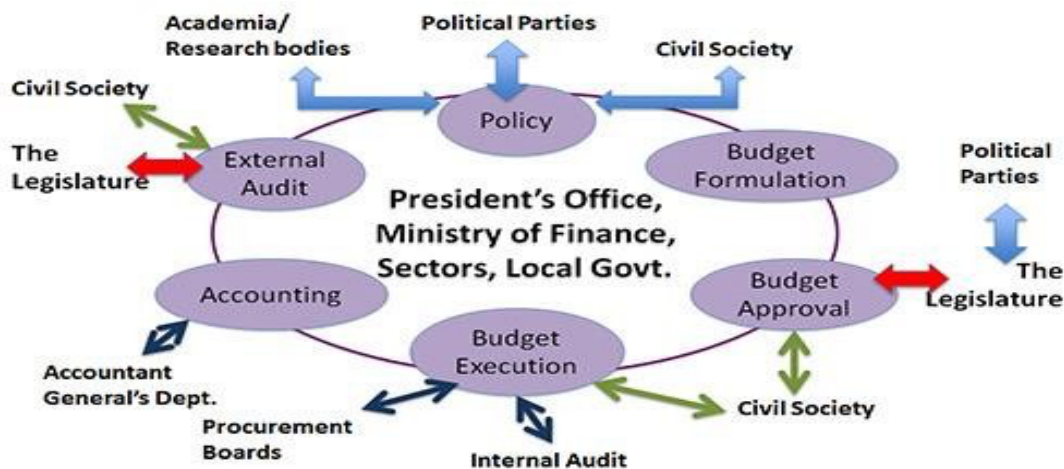 Academia/
Research bodies
Political Parties
Civil Society
Civil Society
Policy
The
Legislature
External
Audit
Budget
Formulation
Political
Parties
President's Office,
Ministry of Finance,
Sectors, Local Govt.
Accounting
Budget
Approval
The
Legislature
Budget
Execution
Accountant
General's Dept.
Civil Society
Procurement
Boards
Internal Audit